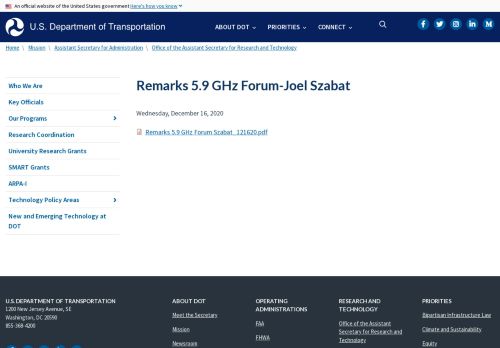 An official website of the United States government Here's how you know
U.S. Department of Transportation
ABOUT DOT PRIORITIES CONNECT
Home \ Mission \ Assistant Secretary for Administration \ Office of the Assistant Secretary for Research and Technology
Who We Are
Key Officials
Our Programs
Research Coordination
University Research Grants
SMART Grants
ARPA-I
Technology Policy Areas
New and Emerging Technology at
DOT
Remarks 5.9 GHz Forum-Joel Szabat
Wednesday, December 16, 2020
Remarks 5.9 GHz Forum Szabat_121620.pdf
U.S. DEPARTMENT OF TRANSPORTATION
1200 New Jersey Avenue, SE
Washington, DC 20590
855-368-4200
ABOUT DOT
Meet the Secretary
Mission
Newsroom
OPERATING
ADMINISTRATIONS
FAA
FHWA
RESEARCH AND
TECHNOLOGY
Office of the Assistant
Secretary for Research and
Technology
PRIORITIES
Bipartisan Infrastructure Law
Climate and Sustainability
Equity